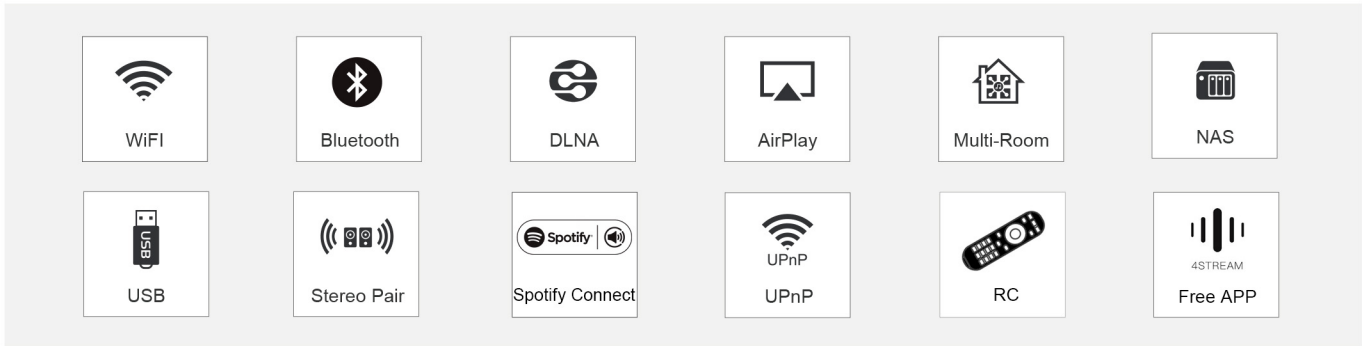 WiFI
Bluetooth
DLNA
AirPlay
Multi-Room
NAS
USB
USB
Stereo Pair
Spotify
Spotify Connect
UPnP
UPnP
RC
4STREAM
Free APP